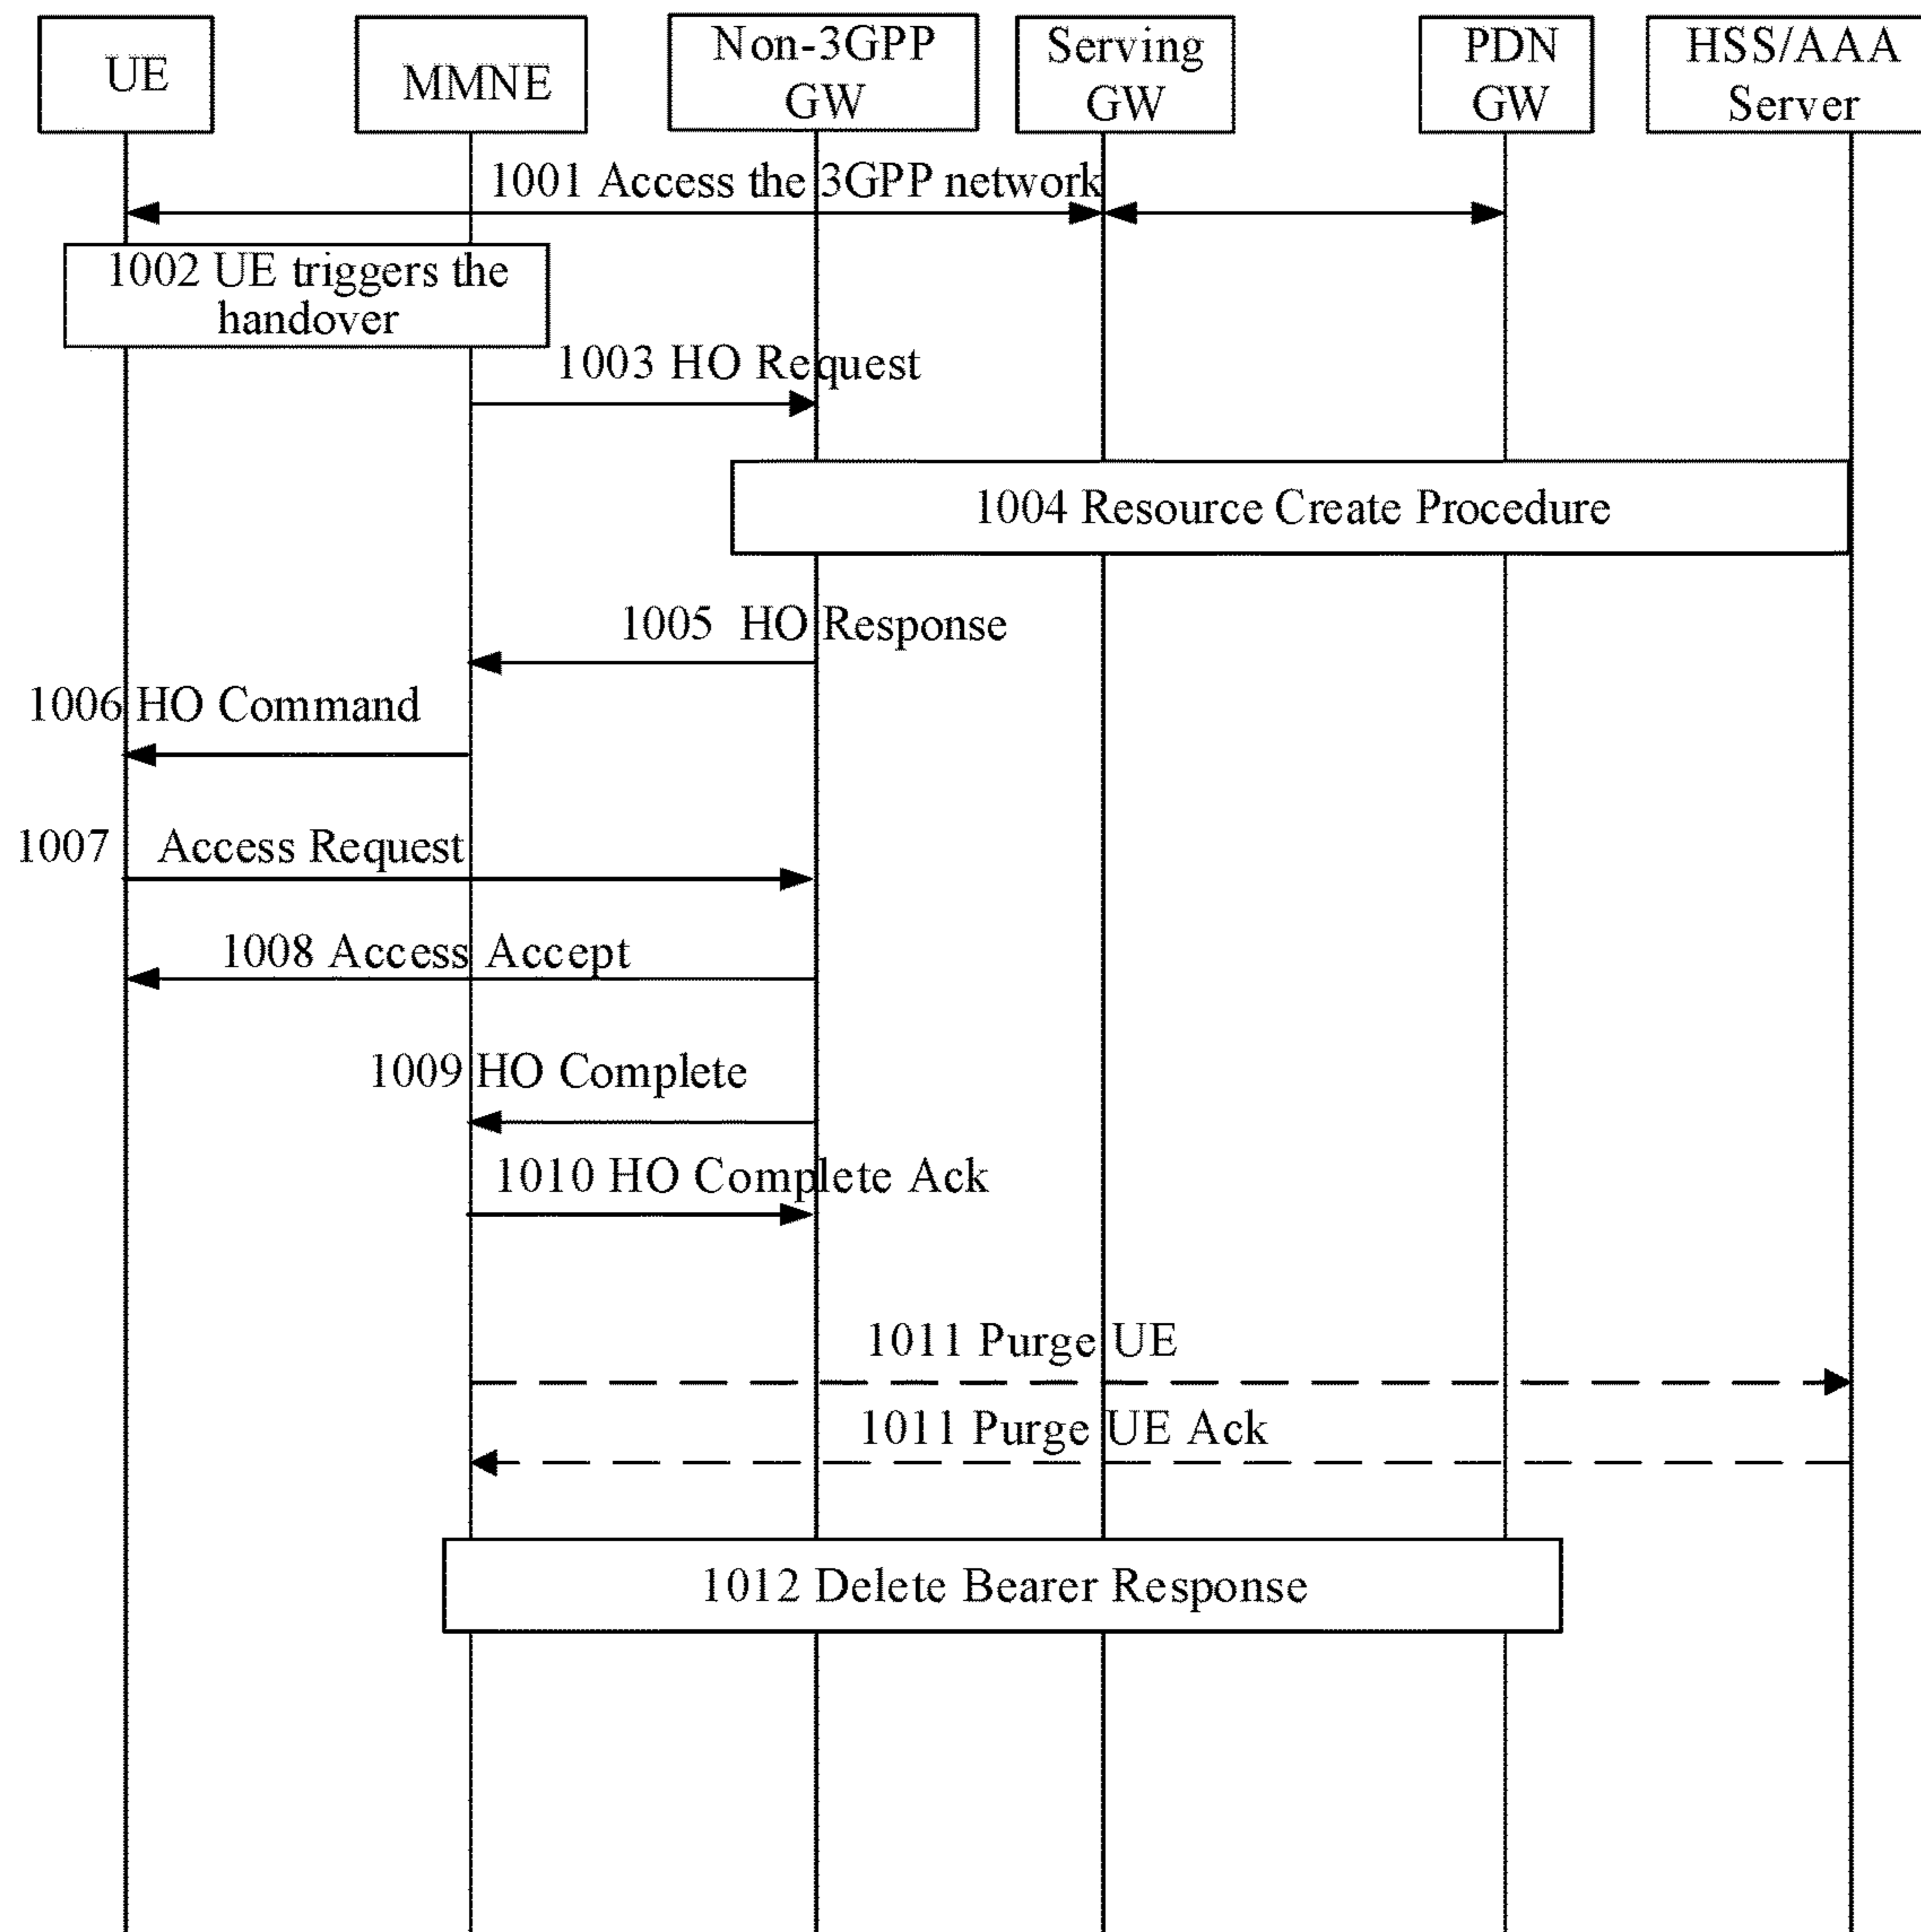 UE
MMNE
Non-3GPP
GW
Serving
GW
PDN
GW
HSS/AAA
Server
1001 Access the 3GPP network
1002 UE triggers the
handover
1003 HO Request
1004 Resource Create Procedure
1005 HO Response
1006 HO Command
1007 Access Request
1008 Access Accept
1009 HO Complete
1010 HO Complete Ack
1011 Purge UE
1011 Purge UE Ack
1012 Delete Bearer Response